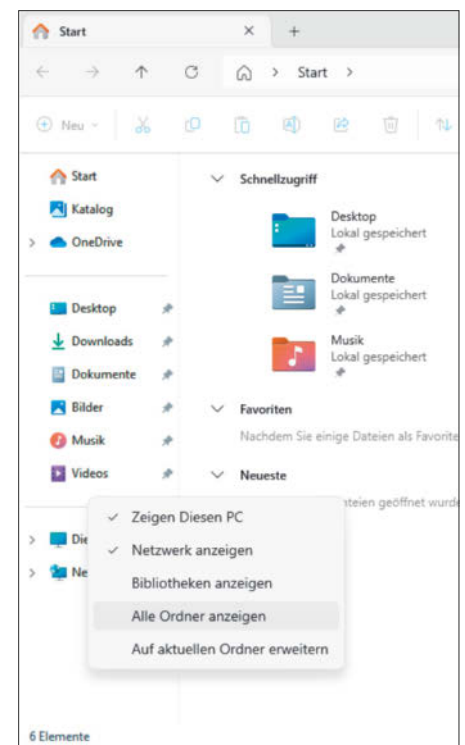 Start
Start
Neu
Start
Katalog
OneDrive
Desktop
Downloads
Dokumente
Bilder
Musik
Videos
Schnellzugriff
Desktop
Lokal gespeichert
Dokumente
Lokal gespeichert
Musik
Lokal gespeichert
Favoriten
Nachdem Sie einige Dateien als Favorite
Neueste
geöffnet wurde
Zeigen Diesen PC
Netzwerk anzeigen
Bibliotheken anzeigen
Alle Ordner anzeigen
Auf aktuellen Ordner erweitern
Die
Ne
6 Elemente